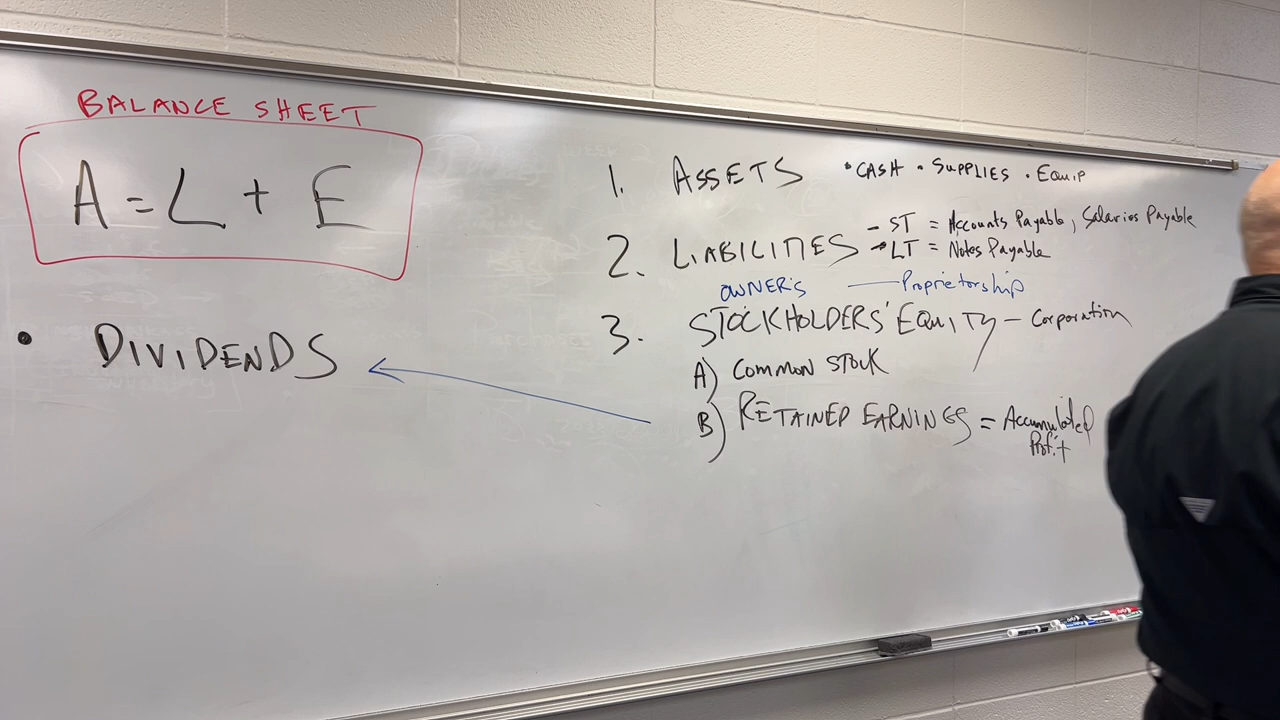 BALANCE SHEET
A = L + E
• DIVIDENDS
1. ASSETS • CASH • SUPPLIES • EQUIP
2. LIABILITIES - ST = Accounts Payable, Salaries Payable
- LT = Notes Payable
OWNER'S — Proprietorship
3. STOCKHOLDERS' EQUITY - Corporation
A) COMMON STOCK
B) RETAINED EARNINGS = Accumulated
Profit